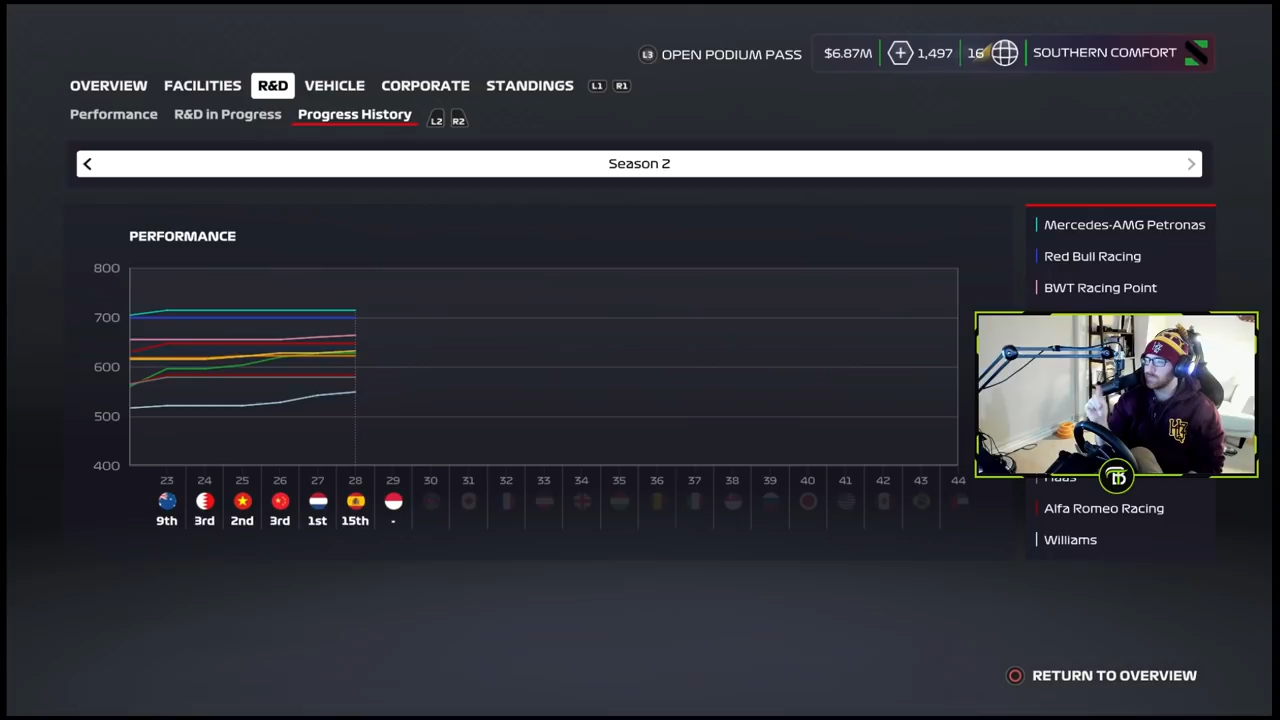 L3 OPEN PODIUM PASS $6.87M 1,497 16 SOUTHERN COMFORT
OVERVIEW FACILITIES R&D VEHICLE CORPORATE STANDINGS L1 R1
Performance R&D in Progress Progress History L2 R2
Season 2
PERFORMANCE
800
700
600
500
400
23 24 25 26 27 28 29 30 31 32 33 34 35 36 37 38 39 40 41 42 43 44
9th 3rd 2nd 3rd 1st 15th -
Mercedes-AMG Petronas
Red Bull Racing
BWT Racing Point
Haas
Alfa Romeo Racing
Williams
RETURN TO OVERVIEW